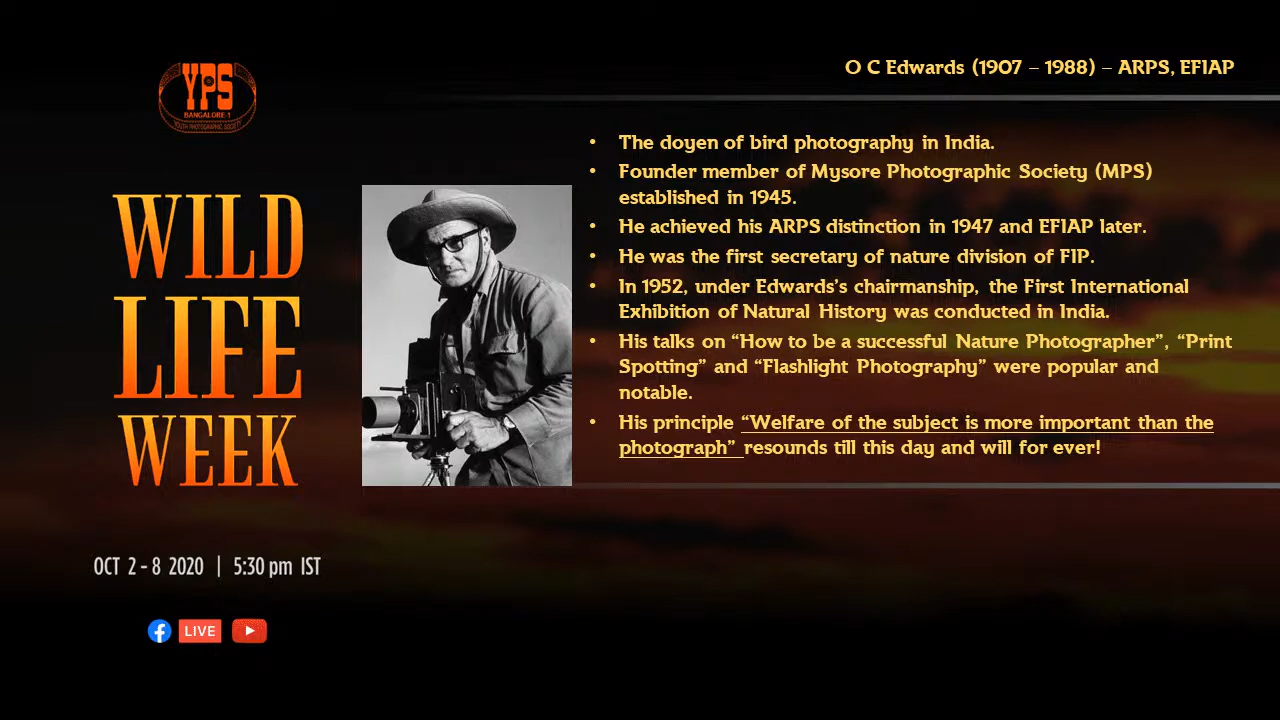 YPS
BANGALORE 1
YOUTH PHOTOGRAPHIC SOCIETY
WILD
LIFE
WEEK
OCT 2 - 8 2020 | 5:30 pm IST
LIVE
O C Edwards (1907 – 1988) – ARPS, EFIAP
• The doyen of bird photography in India.
• Founder member of Mysore Photographic Society (MPS)
established in 1945.
• He achieved his ARPS distinction in 1947 and EFIAP later.
• He was the first secretary of nature division of FIP.
• In 1952, under Edwards’s chairmanship, the First International
Exhibition of Natural History was conducted in India.
• His talks on “How to be a successful Nature Photographer”, “Print
Spotting” and “Flashlight Photography” were popular and
notable.
• His principle “Welfare of the subject is more important than the
photograph” resounds till this day and will for ever!